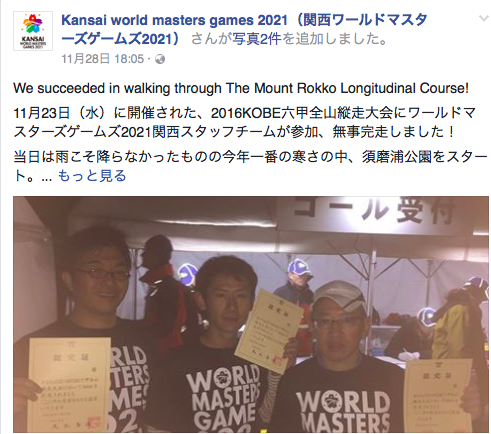 Kansai world masters games 2021（関西ワールドマスタ
ーズゲームズ2021） さんが写真2件を追加しました。
11月28日 18:05 ·
KANSAI
WORLD MASTERS
GAMES 2021
We succeeded in walking through The Mount Rokko Longitudinal Course!
11月23日（水）に開催された、2016KOBE六甲全山縦走大会にワールドマ
スターズゲームズ2021関西スタッフチームが参加、無事完走しました！
当日は雨こそ降らなかったものの今年一番の寒さの中、須磨浦公園をスター
ト。... もっと見る
ゴール受付
認定証
認定証
認定証
WORLD
MASTERS
GAME
WORLD
MASTERS
GAME
WORLD
MASTERS